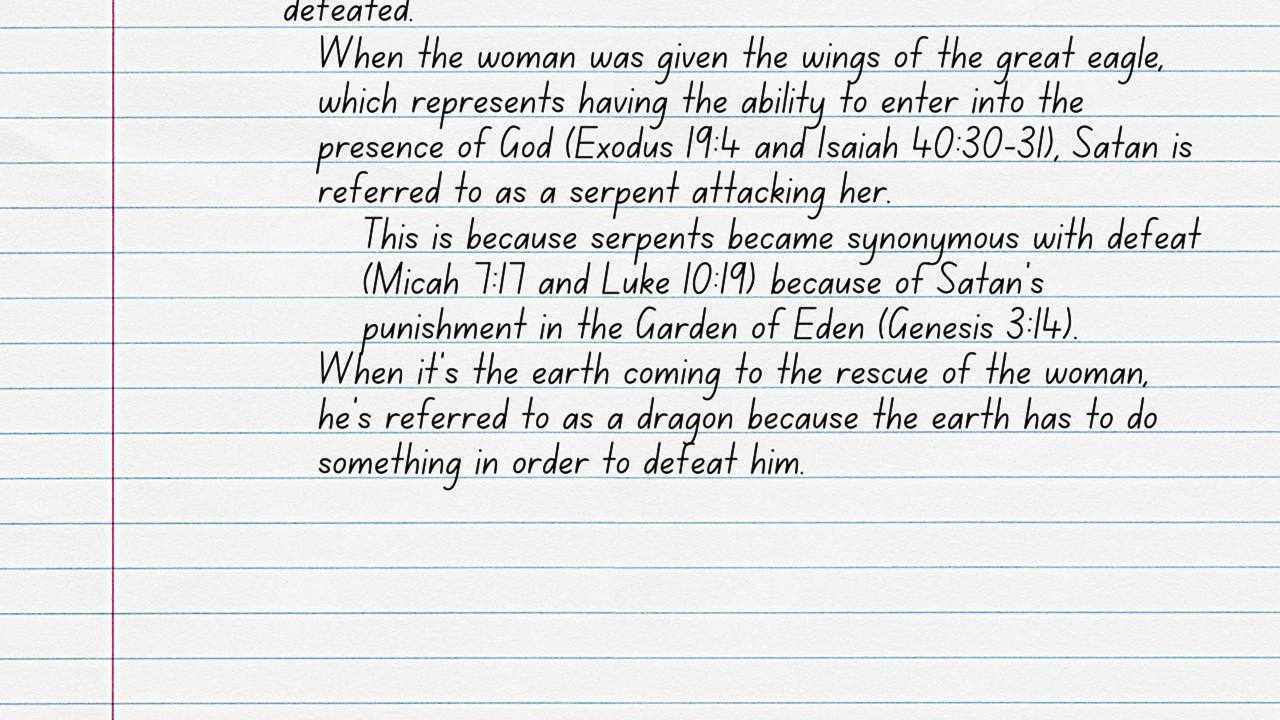 defeated.
When the woman was given the wings of the great eagle,
which represents having the ability to enter into the
presence of God (Exodus 19:4 and Isaiah 40:30-31), Satan is
referred to as a serpent attacking her.
This is because serpents became synonymous with defeat
(Micah 7:17 and Luke 10:19) because of Satan's
punishment in the Garden of Eden (Genesis 3:14).
When it's the earth coming to the rescue of the woman,
he's referred to as a dragon because the earth has to do
something in order to defeat him.